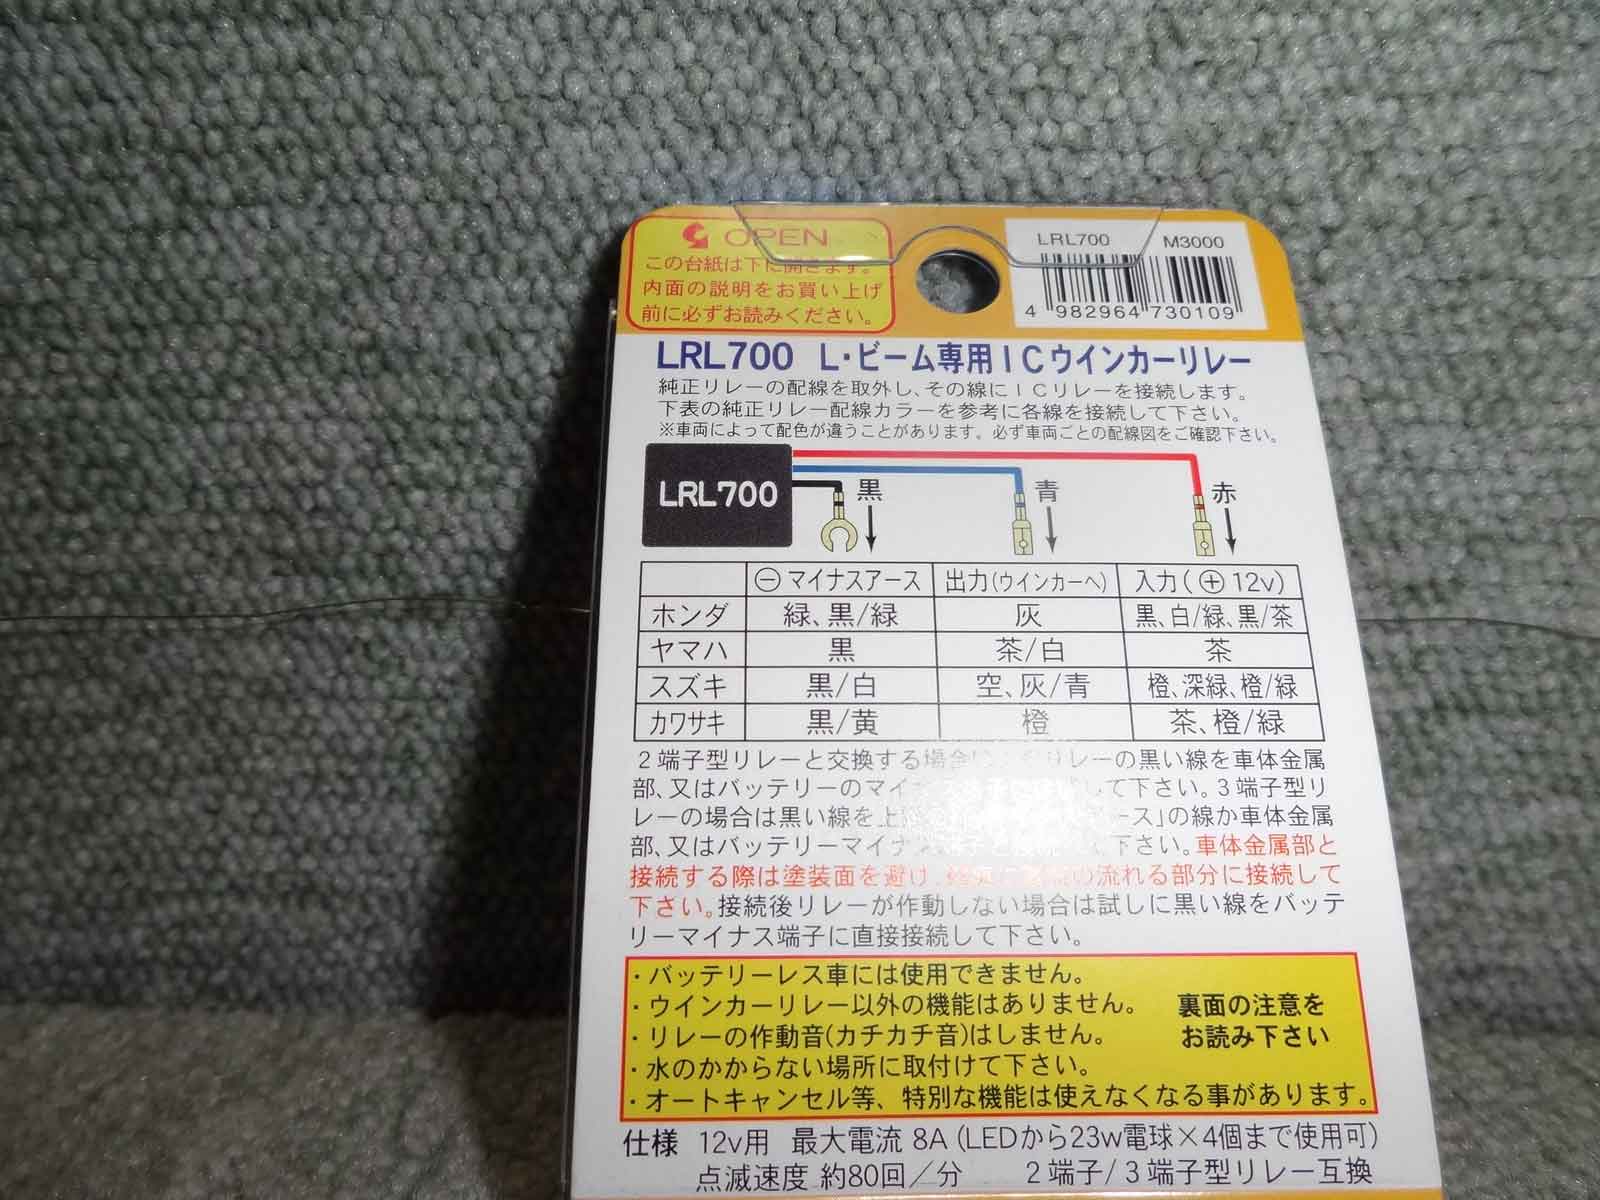 OPEN
この台紙は下に開きます。
内面の説明をお買い上げ
前に必ずお読みください。
LRL700 M3000
4 982964 730109
LRL700 L・ビーム専用ICウインカーリレー
純正リレーの配線を取外し、その線にICリレーを接続します。
下表の純正リレー配線カラーを参考に各線を接続して下さい。
※車両によって配色が違うことがあります。必ず車両ごとの配線図をご確認下さい。
LRL700 黒 青 赤
⊖マイナスアース 出力(ウインカーへ) 入力(⊕12v)
ホンダ 緑、黒/緑 灰 黒、白/緑、黒/茶
ヤマハ 黒 茶/白 茶
スズキ 黒/白 空、灰/青 橙、深緑、橙/緑
カワサキ 黒/黄 橙 茶、橙/緑
2端子型リレーと交換する場合 リレーの黒い線を車体金属
部、又はバッテリーのマイ して下さい。3端子型リ
レーの場合は黒い線を上 ース」の線か車体金属
部、又はバッテリーマイナ 下さい。車体金属部と
接続する際は塗装面を避け の流れる部分に接続して
下さい。接続後リレーが作動しない場合は試しに黒い線をバッテ
リーマイナス端子に直接接続して下さい。
・バッテリーレス車には使用できません。
・ウインカーリレー以外の機能はありません。
・リレーの作動音(カチカチ音)はしません。
・水のかからない場所に取付けて下さい。
・オートキャンセル等、特別な機能は使えなくなる事があります。
裏面の注意を
お読み下さい
仕様 12v用 最大電流 8A (LEDから23w電球×4個まで使用可)
点滅速度 約80回／分 2端子/3端子型リレー互換